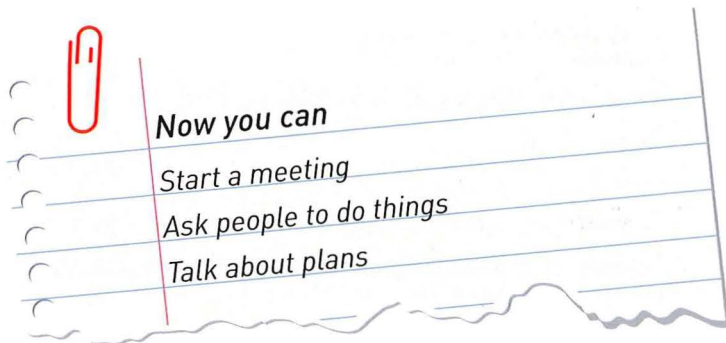 Now you can
Start a meeting
Ask people to do things
Talk about plans